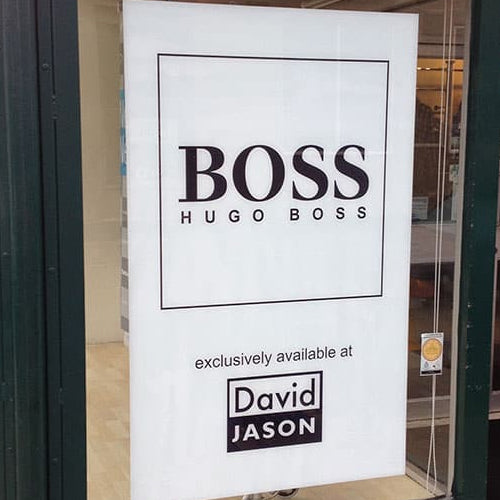 BOSS
HUGO BOSS
exclusively available at
David
JASON